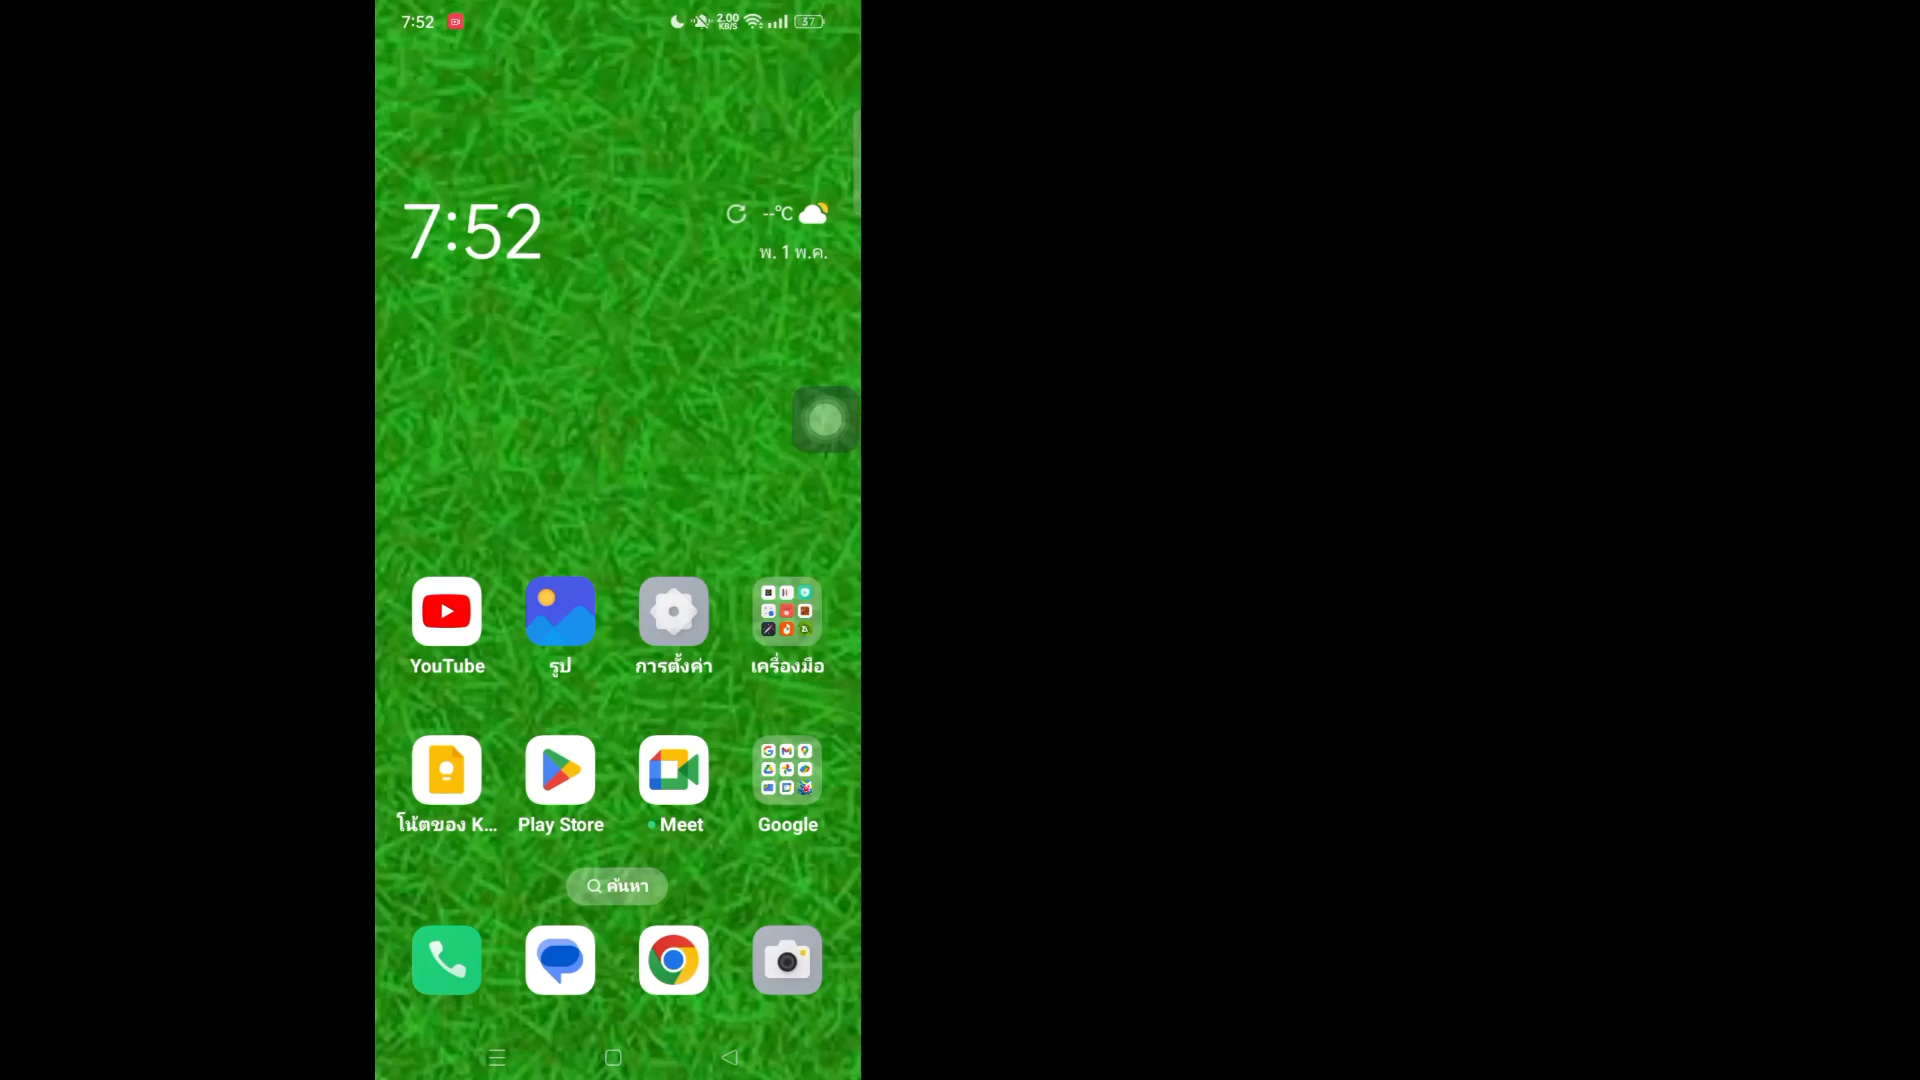 7:52
2.00
KB/S
37
7:52
--°C
พ. 1 พ.ค.
YouTube
รูป
การตั้งค่า
เครื่องมือ
โน้ตของ K...
Play Store
Meet
Google
ค้นหา